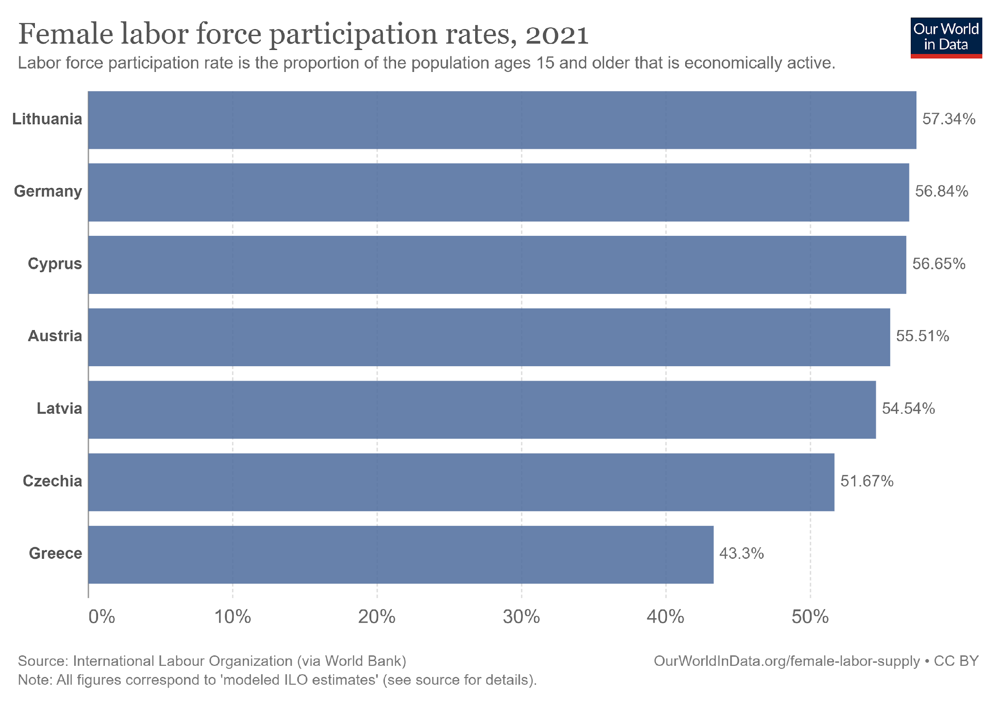 Female labor force participation rates, 2021
Our World
in Data
Labor force participation rate is the proportion of the population ages 15 and older that is economically active.
Lithuania
57.34%
Germany
56.84%
Cyprus
56.65%
Austria
55.51%
Latvia
54.54%
Czechia
51.67%
Greece
43.3%
0%
10%
20%
30%
40%
50%
Source: International Labour Organization (via World Bank)
OurWorldInData.org/female-labor-supply • CC BY
Note: All figures correspond to 'modeled ILO estimates' (see source for details).